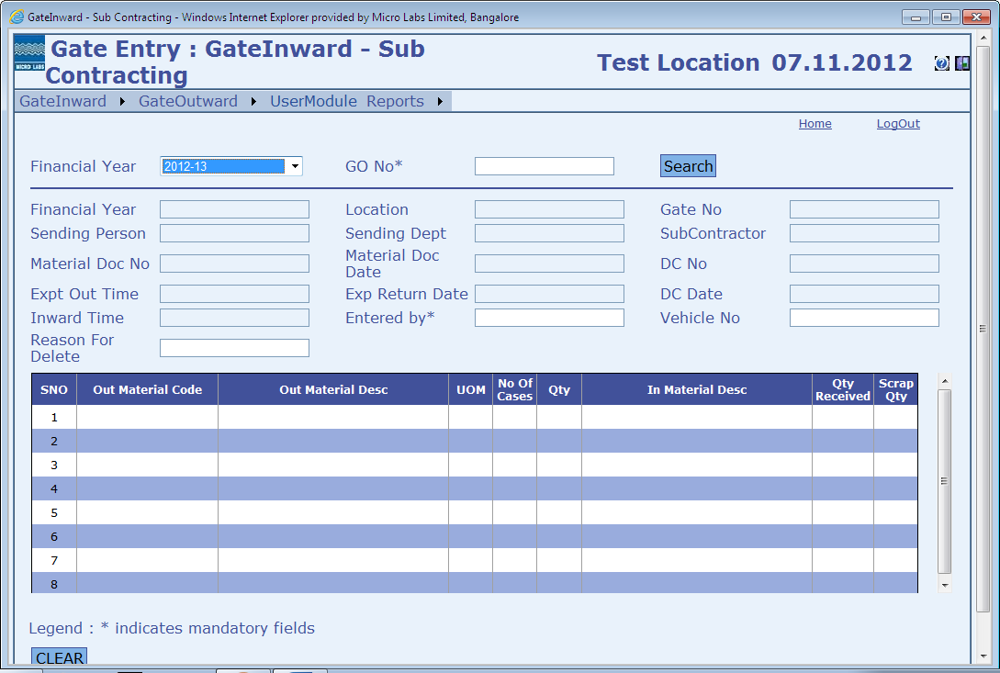 GateInward - Sub Contracting - Windows Internet Explorer provided by Micro Labs Limited, Bangalore
MICRO LABS
Gate Entry : GateInward - Sub
Contracting
Test Location 07.11.2012
GateInward GateOutward UserModule Reports
Home LogOut
Financial Year 2012-13 GO No* Search
Financial Year Location Gate No
Sending Person Sending Dept SubContractor
Material Doc No Material Doc Date DC No
Expt Out Time Exp Return Date DC Date
Inward Time Entered by* Vehicle No
Reason For
Delete
SNO Out Material Code Out Material Desc UOM No Of Cases Qty In Material Desc Qty Received Scrap Qty
1
2
3
4
5
6
7
8
Legend : * indicates mandatory fields
CLEAR